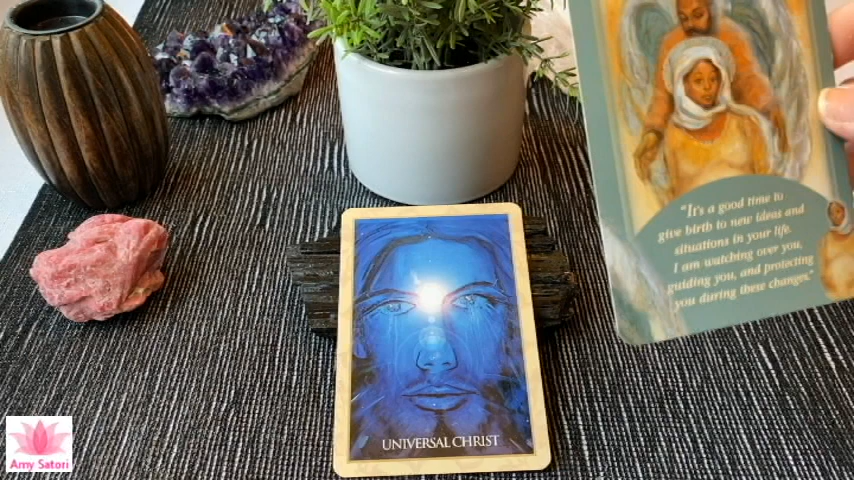 "It's a good time to
give birth to new ideas and
situations in your life.
I am watching over you,
guiding you, and protecting
you during these changes."
UNIVERSAL CHRIST
Amy Satori